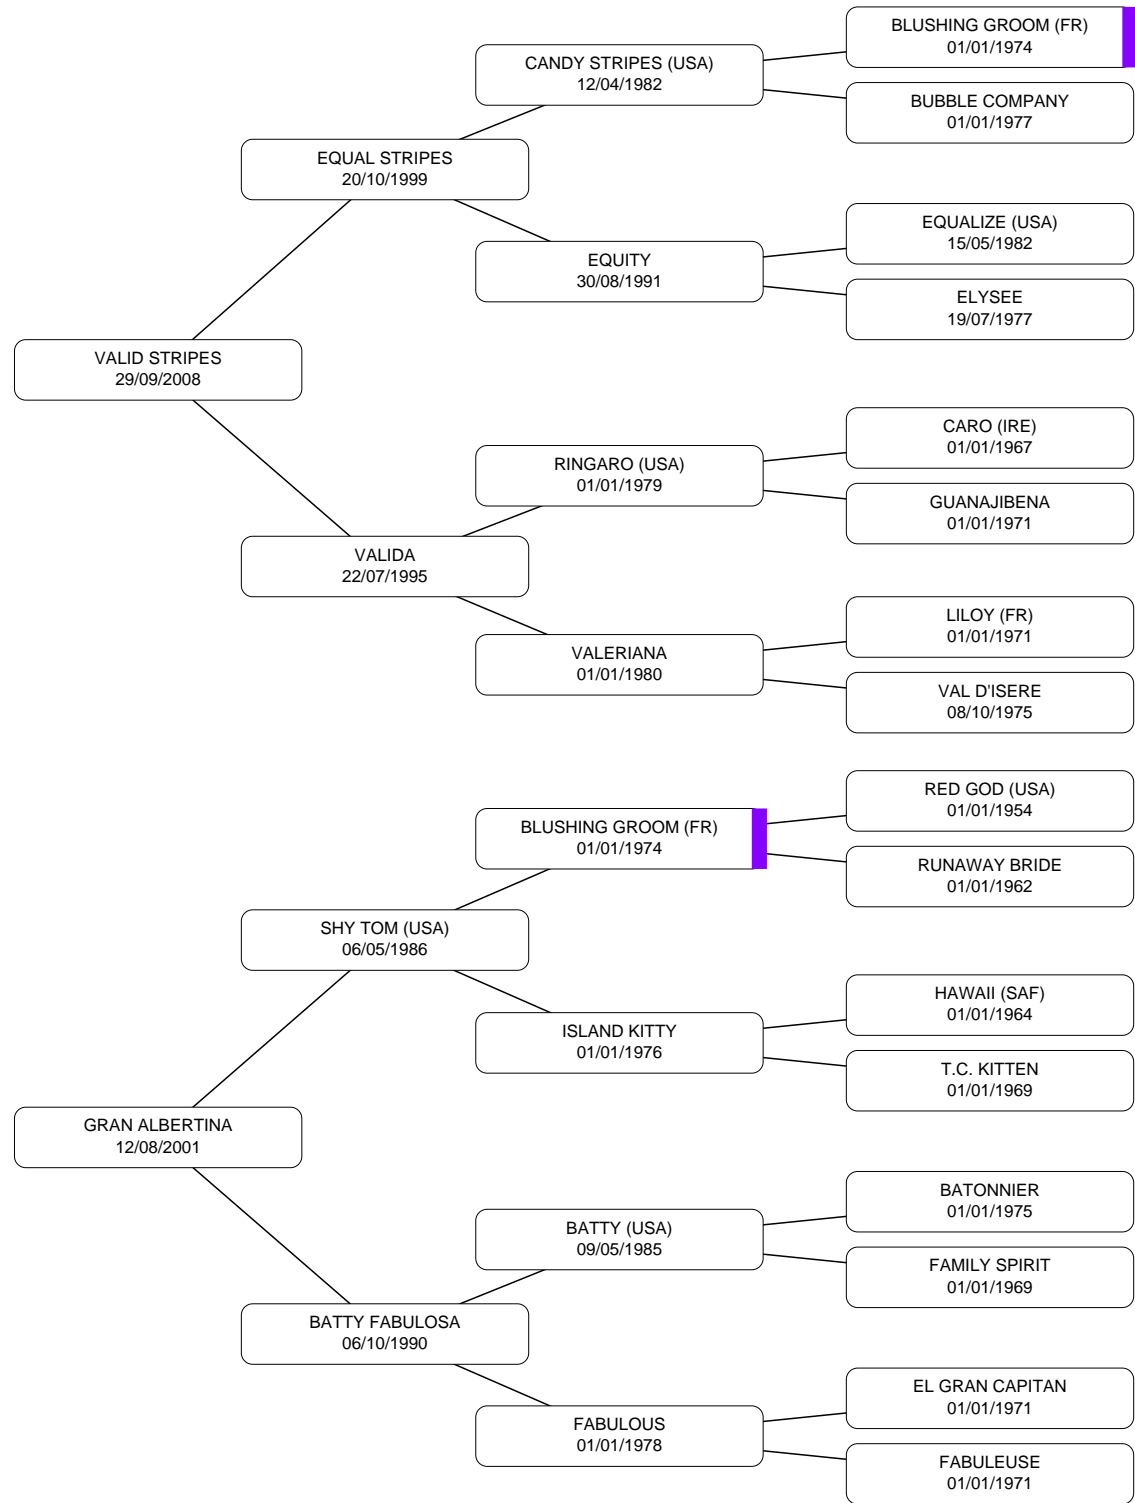 BLUSHING GROOM (FR)
01/01/1974
CANDY STRIPES (USA)
12/04/1982
BUBBLE COMPANY
01/01/1977
EQUAL STRIPES
20/10/1999
EQUALIZE (USA)
15/05/1982
EQUITY
30/08/1991
ELYSEE
19/07/1977
VALID STRIPES
29/09/2008
CARO (IRE)
01/01/1967
RINGARO (USA)
01/01/1979
GUANAJIBENA
01/01/1971
VALIDA
22/07/1995
LILOY (FR)
01/01/1971
VALERIANA
01/01/1980
VAL D'ISERE
08/10/1975
RED GOD (USA)
01/01/1954
BLUSHING GROOM (FR)
01/01/1974
RUNAWAY BRIDE
01/01/1962
SHY TOM (USA)
06/05/1986
HAWAII (SAF)
01/01/1964
ISLAND KITTY
01/01/1976
T.C. KITTEN
01/01/1969
GRAN ALBERTINA
12/08/2001
BATONNIER
01/01/1975
BATTY (USA)
09/05/1985
FAMILY SPIRIT
01/01/1969
BATTY FABULOSA
06/10/1990
EL GRAN CAPITAN
01/01/1971
FABULOUS
01/01/1978
FABULEUSE
01/01/1971